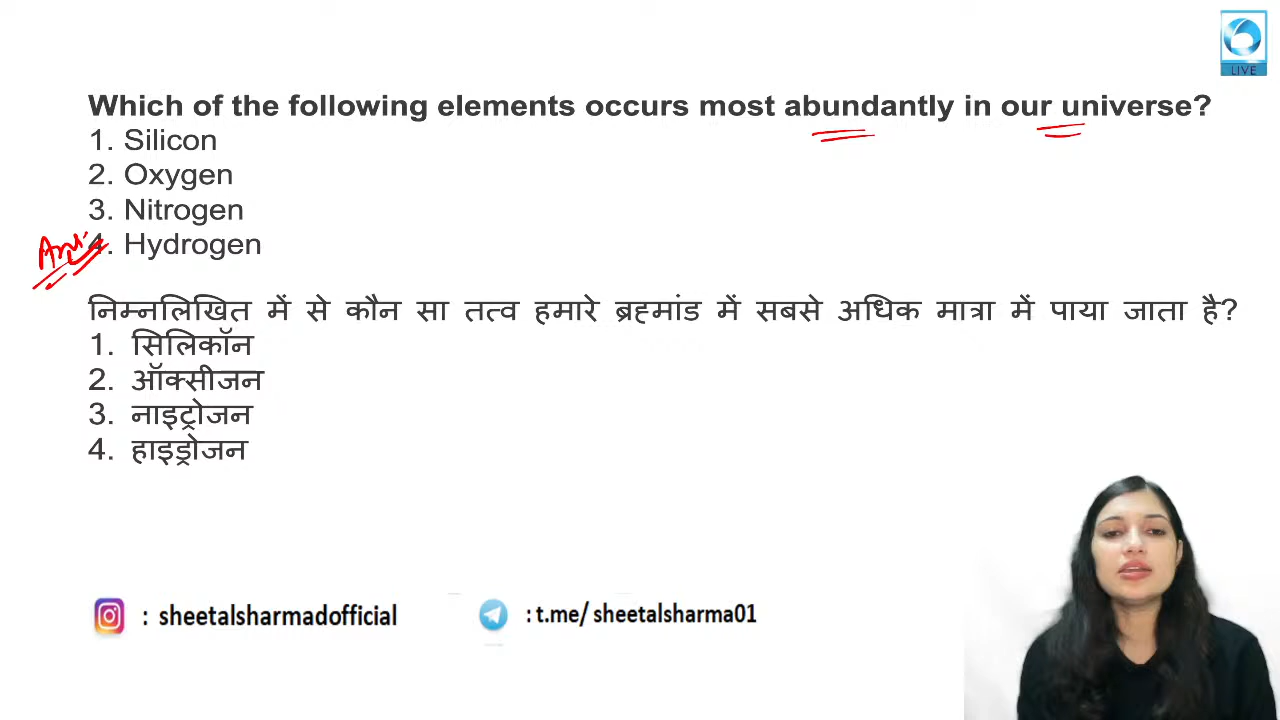 LIVE
Which of the following elements occurs most abundantly in our universe?
1. Silicon
2. Oxygen
3. Nitrogen
Ans. 4. Hydrogen
निम्नलिखित में से कौन सा तत्व हमारे ब्रह्मांड में सबसे अधिक मात्रा में पाया जाता है?
1. सिलिकॉन
2. ऑक्सीजन
3. नाइट्रोजन
4. हाइड्रोजन
: sheetalsharmadofficial : t.me/ sheetalsharma01